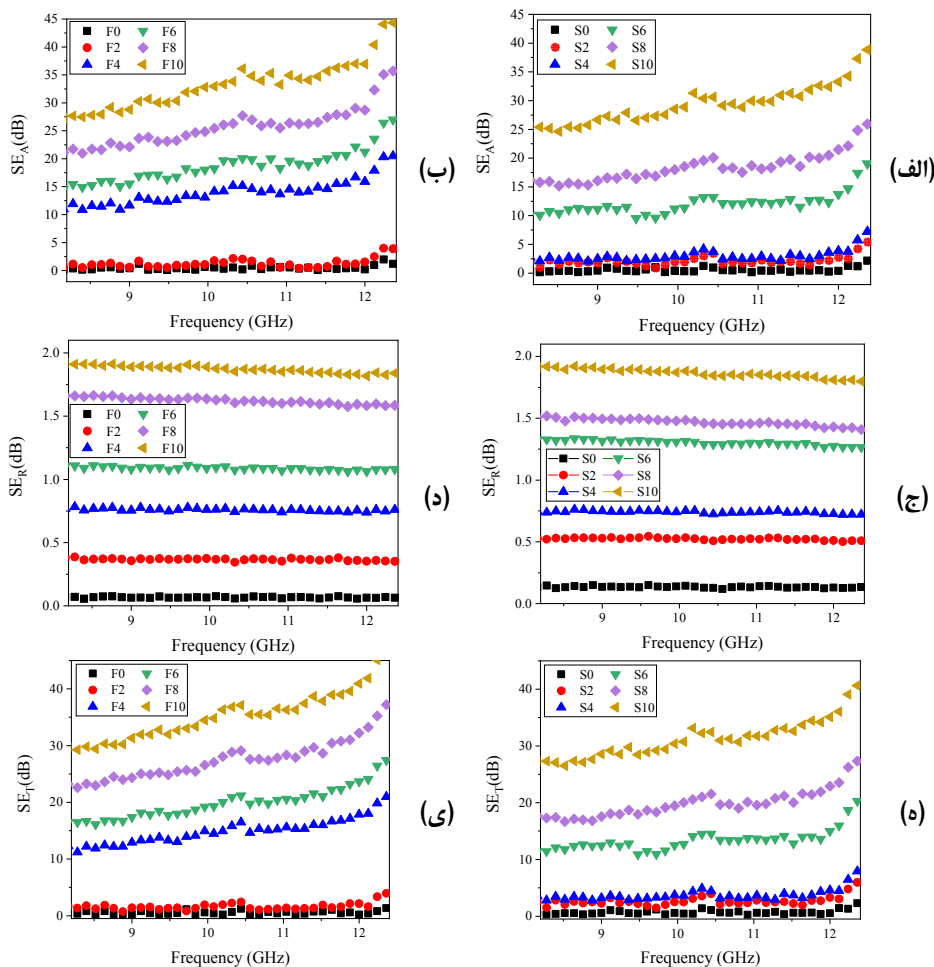 SE_A(dB)
45
40
35
30
25
20
15
10
5
0
F0 F6
F2 F8
F4 F10
9 10 11 12
Frequency (GHz)
(ب)
SE_A(dB)
45
40
35
30
25
20
15
10
5
0
S0 S6
S2 S8
S4 S10
9 10 11 12
Frequency (GHz)
(الف)
SE_R(dB)
2.0
1.5
1.0
0.5
0.0
F0 F6
F2 F8
F4 F10
9 10 11 12
Frequency (GHz)
(د)
SE_R(dB)
2.0
1.5
1.0
0.5
0.0
S0 S6
S2 S8
S4 S10
9 10 11 12
Frequency (GHz)
(ج)
SE_T(dB)
40
30
20
10
0
F0 F6
F2 F8
F4 F10
9 10 11 12
Frequency (GHz)
(ی)
SE_T(dB)
40
30
20
10
0
S0 S6
S2 S8
S4 S10
9 10 11 12
Frequency (GHz)
(ه)